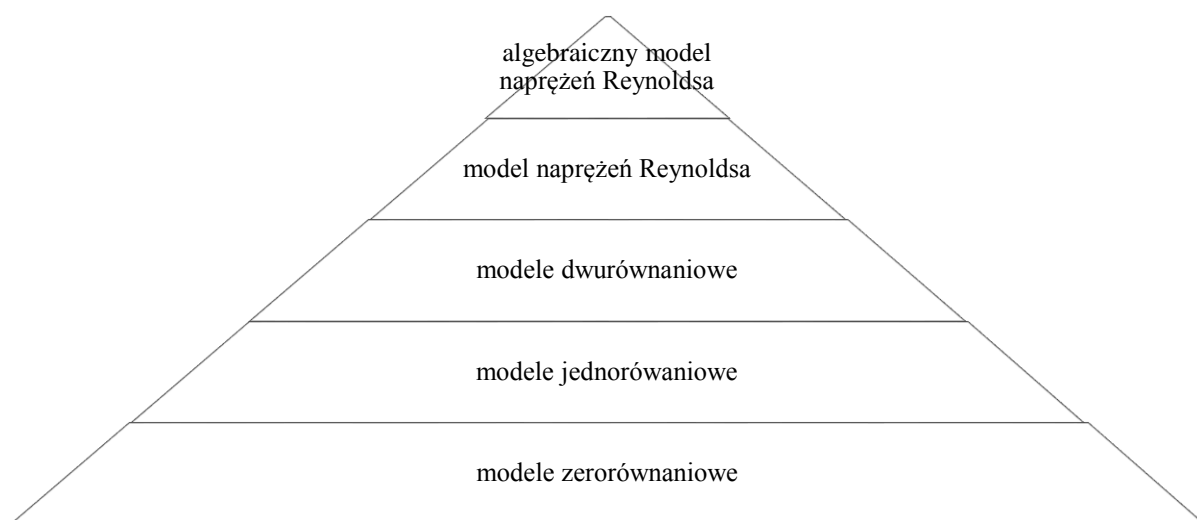 algebraiczny model
naprężeń Reynoldsa
model naprężeń Reynoldsa
modele dwurównaniowe
modele jednorówaniowe
modele zerorównaniowe